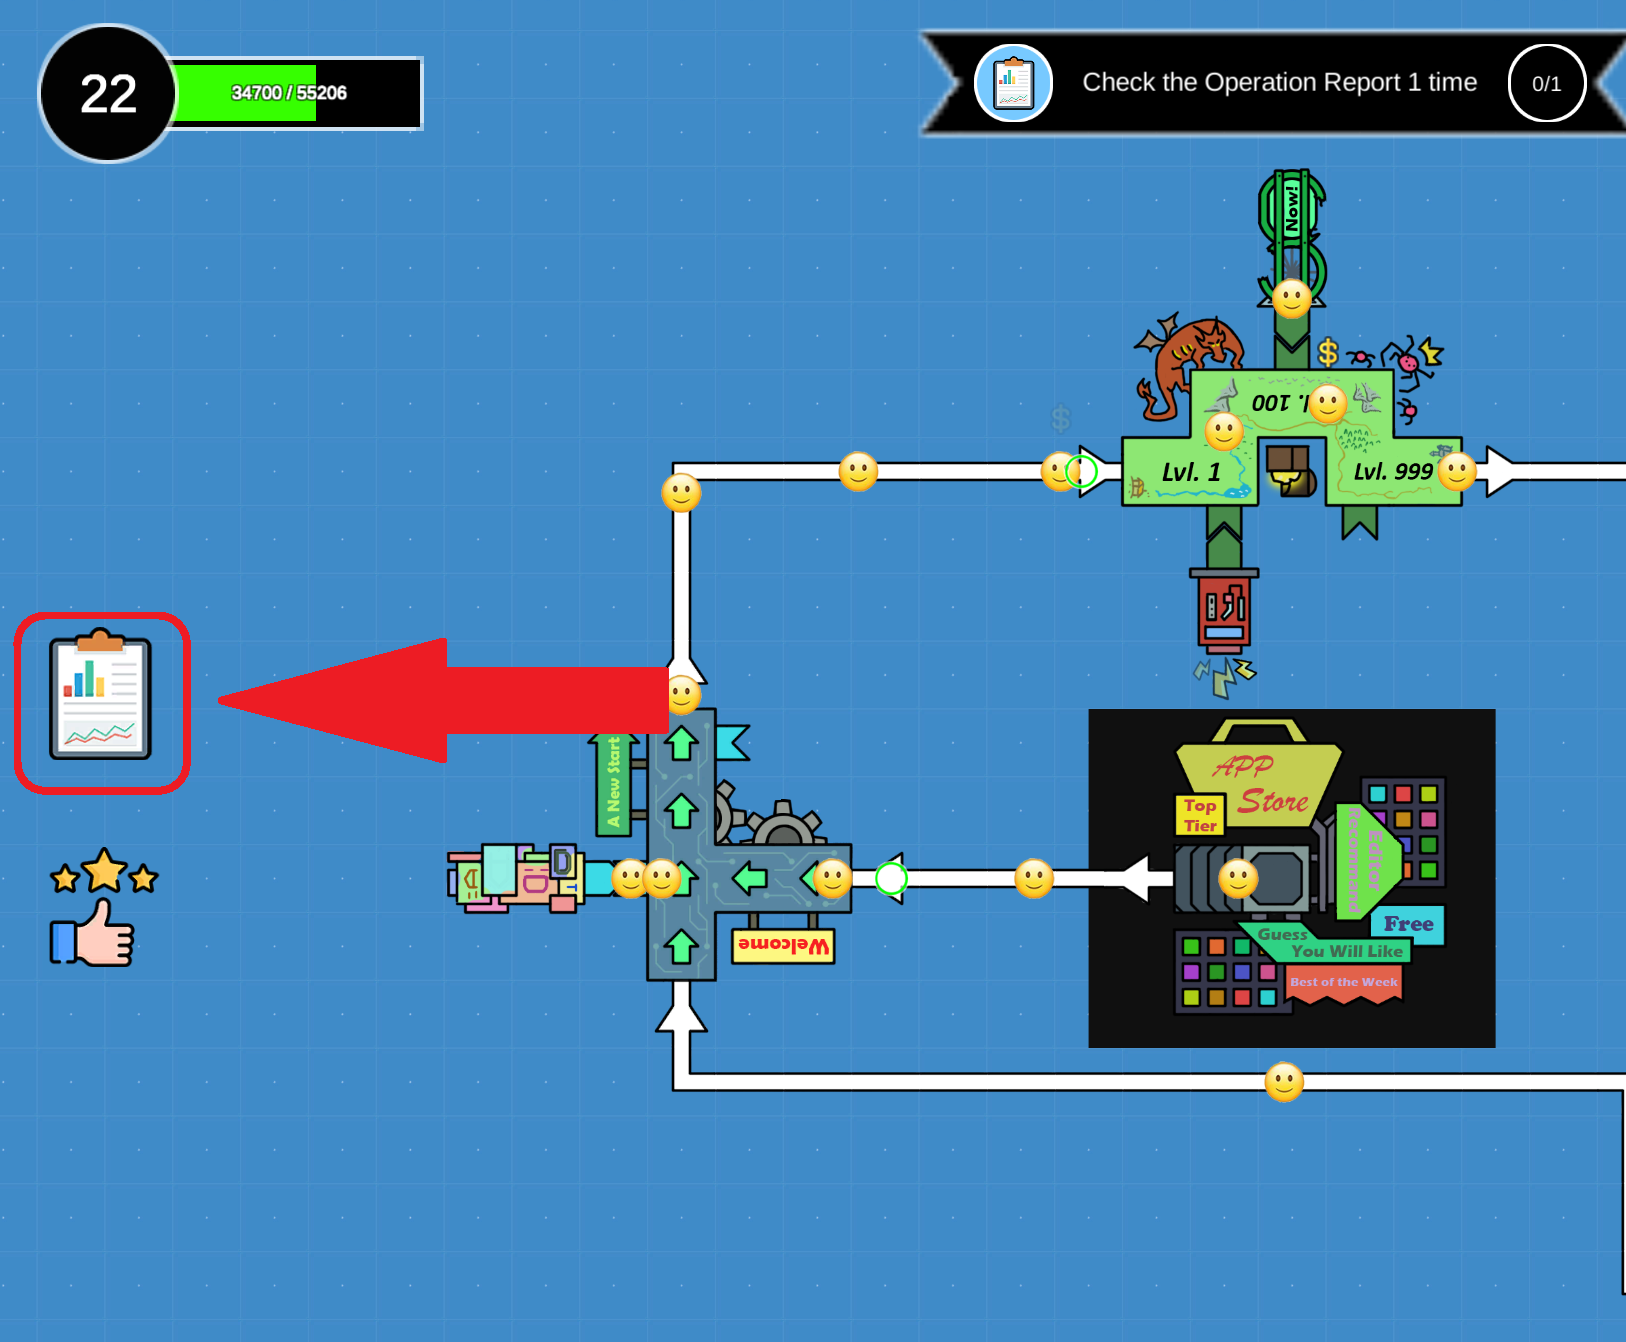 22
34700 / 55206
Check the Operation Report 1 time
0/1
Now!
$
$
100
Lvl. 1
Lvl. 999
A New Start
Welcome
APP
Store
Top
Tier
Editor
Recommand
Free
Guess
You Will Like
Best of the Week